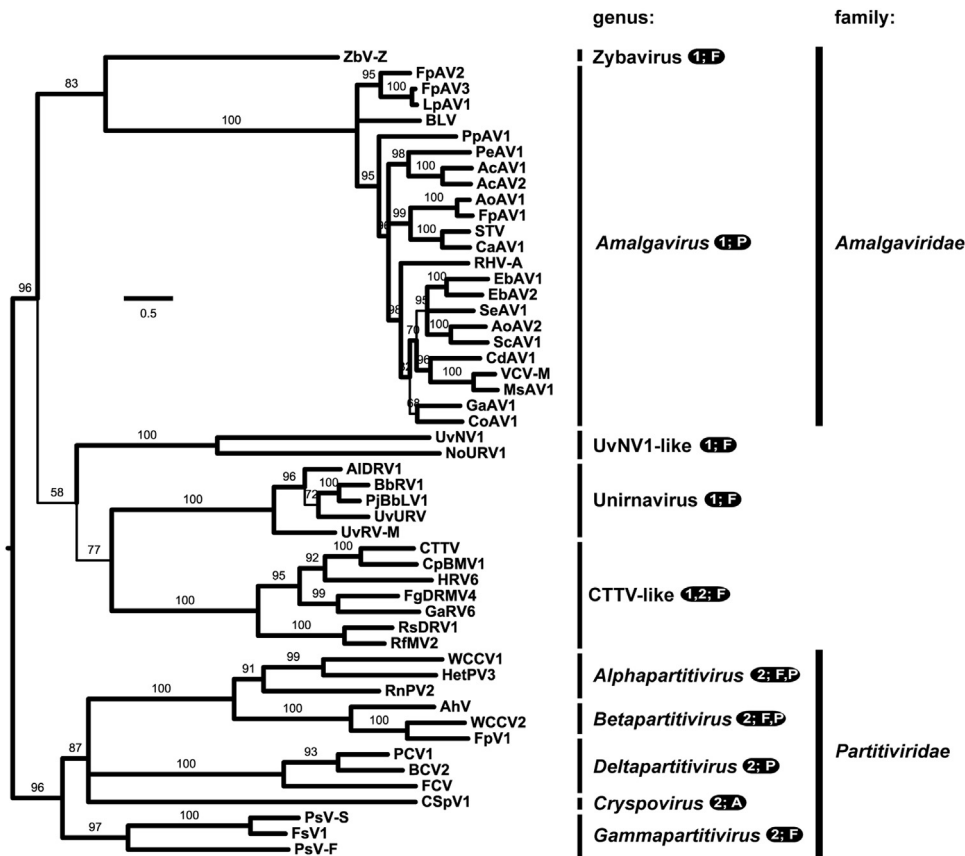 genus: family:
83
ZbV-Z
Zybavirus 1; F
95
FpAV2
100
FpAV3
LpAV1
100
BLV
PpAV1
98
PeAV1
95
100
AcAV1
AcAV2
100
AoAV1
99
FpAV1
96
100
STV
CaAV1
Amalgavirus 1; P
Amalgaviridae
RHV-A
96
100
EbAV1
EbAV2
0.5
98
95
SeAV1
70
100
AoAV2
ScAV1
96
CdAV1
100
VCV-M
MsAV1
68
GaAV1
CoAV1
100
UvNV1
UvNV1-like 1; F
NoURV1
58
96
AlDRV1
100
BbRV1
72
PjBbLV1
Unirnavirus 1; F
100
UvURV
UvRV-M
77
100
CTTV
92
CpBMV1
95
HRV6
CTTV-like 1,2; F
99
FgDRMV4
100
GaRV6
100
RsDRV1
RfMV2
99
WCCV1
91
HetPV3
Alphapartitivirus 2; F,P
100
RnPV2
100
AhV
100
WCCV2
Betapartitivirus 2; F,P
FpV1
87
93
PCV1
100
BCV2
Deltapartitivirus 2; P
Partitiviridae
FCV
96
CSpV1
Cryspovirus 2; A
100
PsV-S
97
FsV1
Gammapartitivirus 2; F
PsV-F